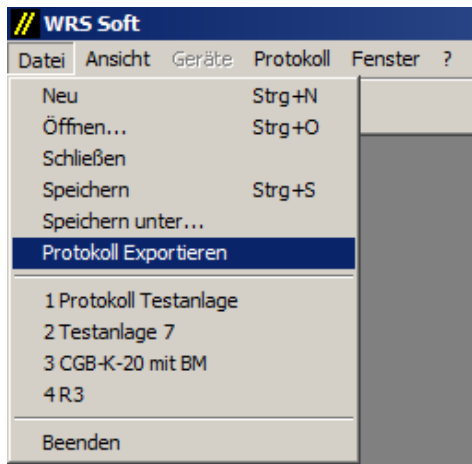 WRS Soft
Datei Ansicht Geräte Protokoll Fenster ?
Neu Strg+N
Öffnen... Strg+O
Schließen
Speichern Strg+S
Speichern unter...
Protokoll Exportieren
1 Protokoll Testanlage
2 Testanlage 7
3 CGB-K-20 mit BM
4 R3
Beenden